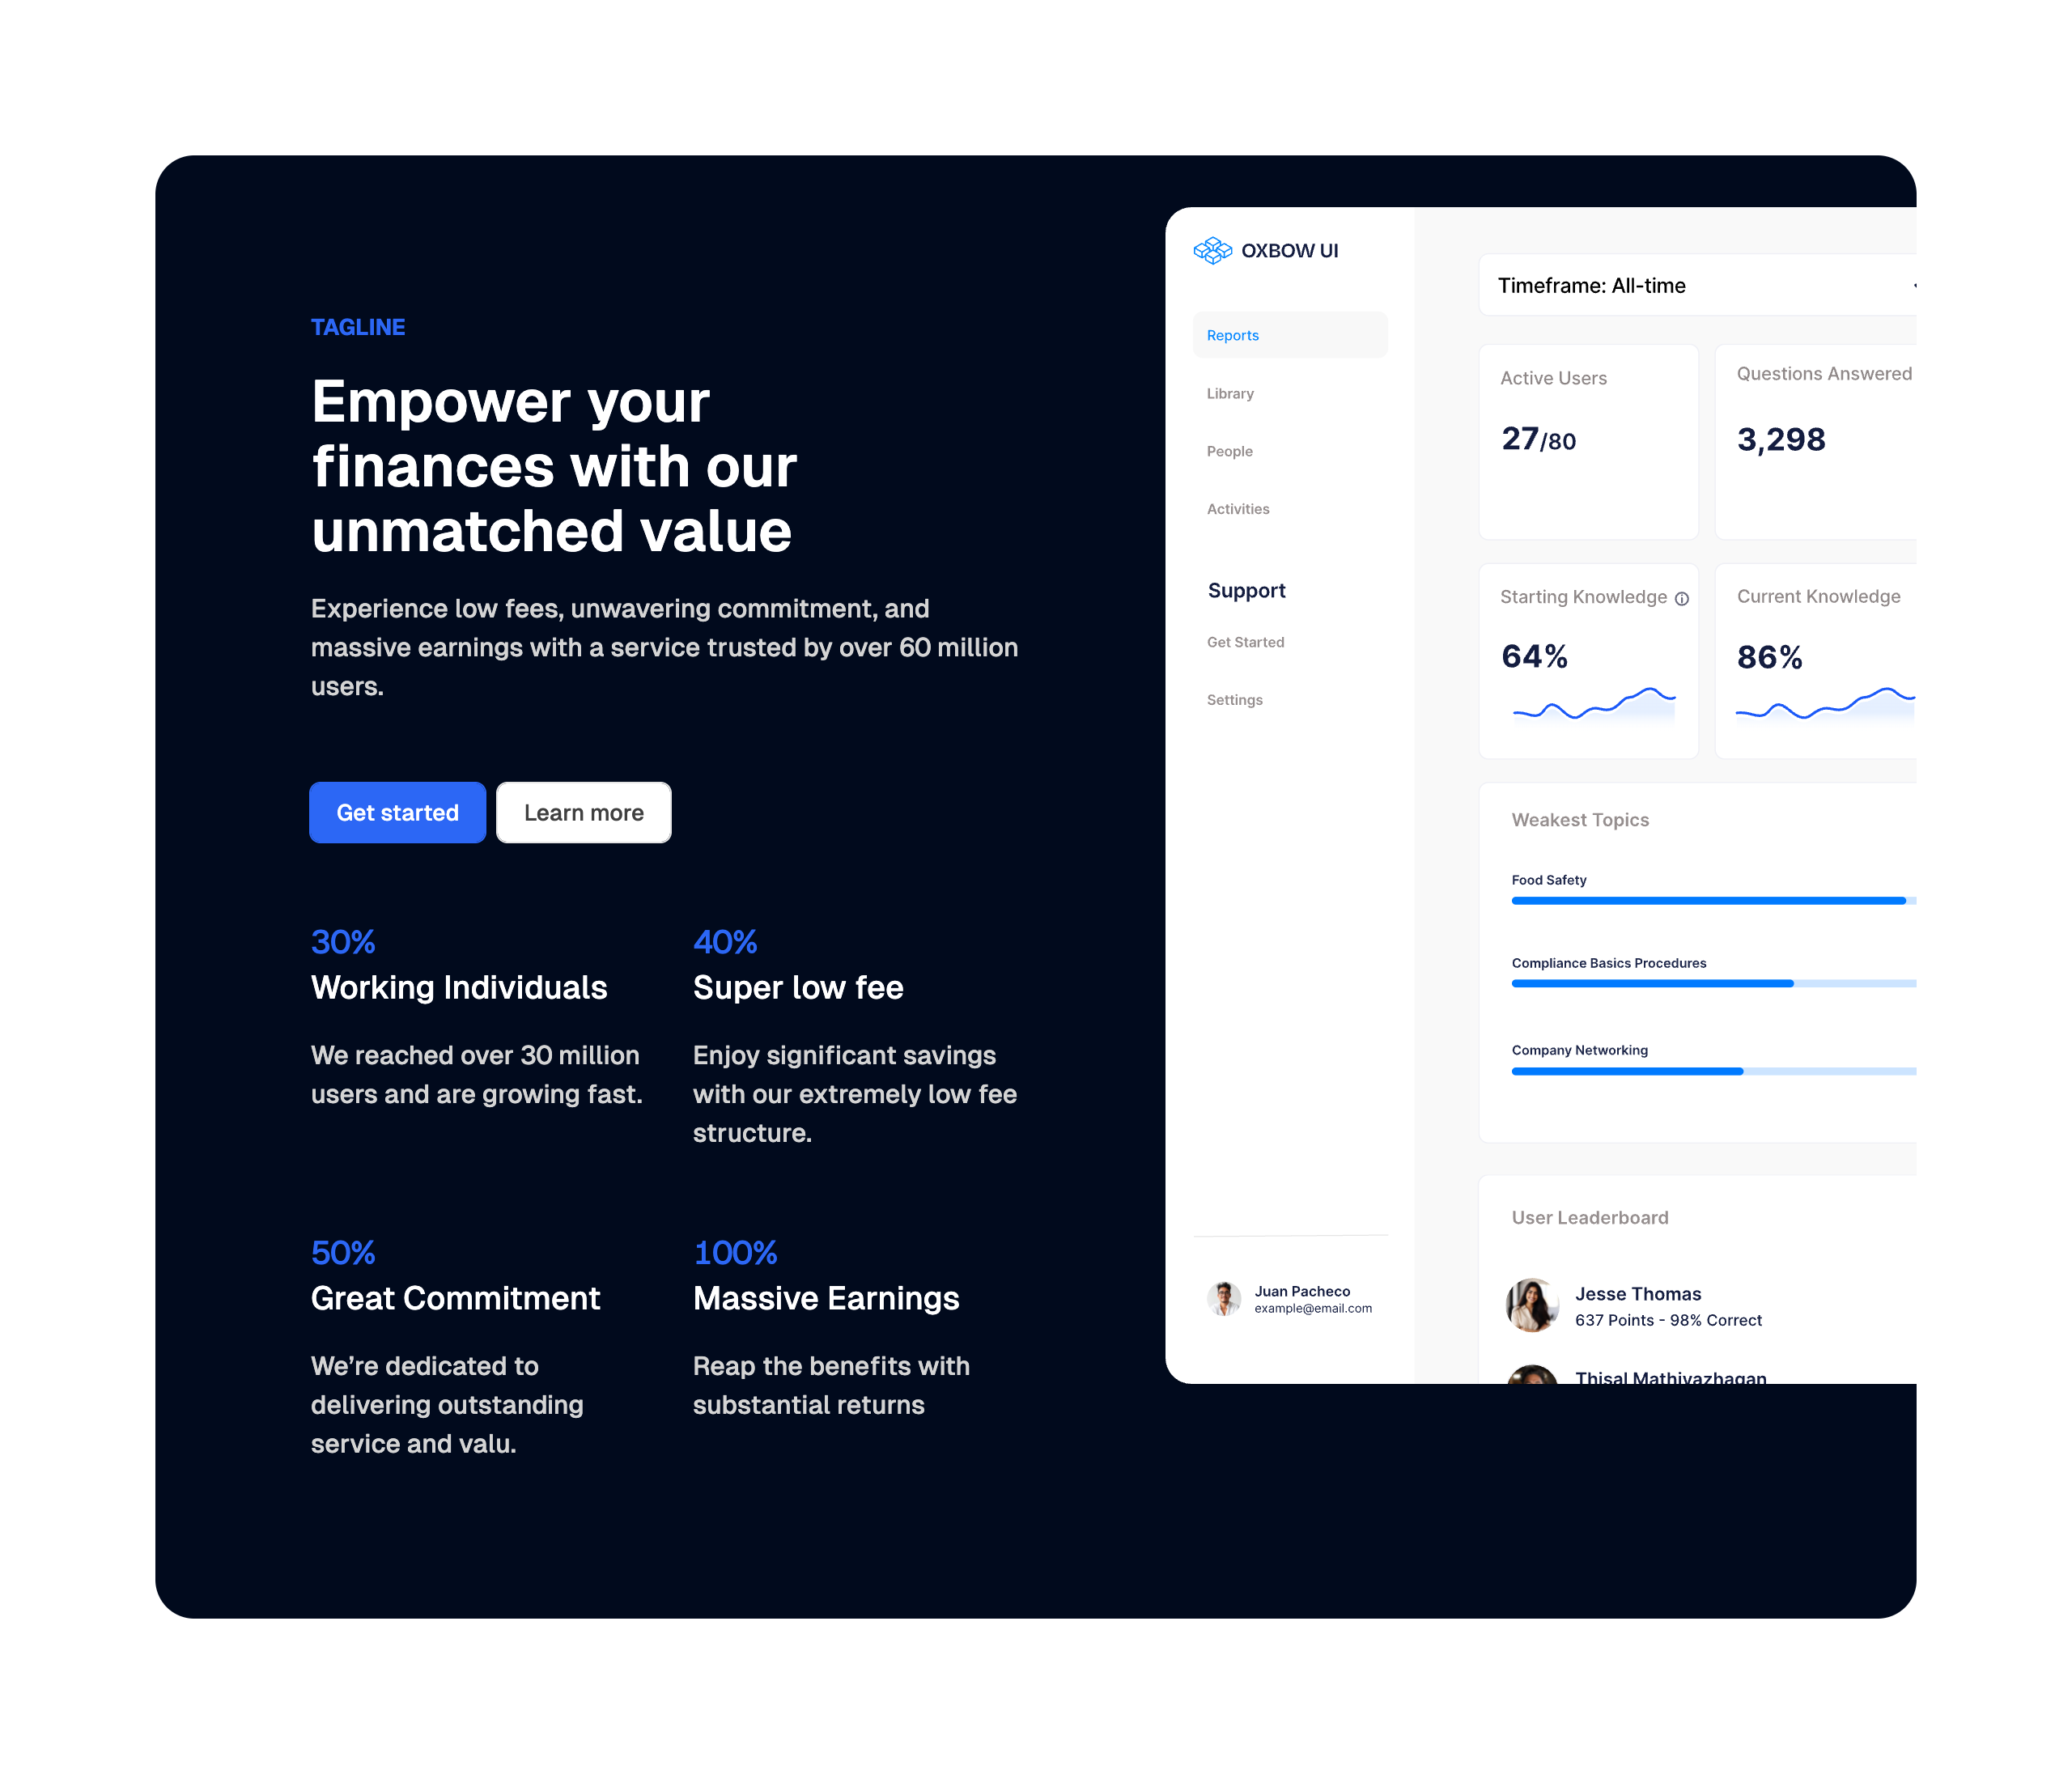 TAGLINE
Empower your
finances with our
unmatched value
Experience low fees, unwavering commitment, and
massive earnings with a service trusted by over 60 million
users.
Get started
Learn more
30%
Working Individuals
We reached over 30 million
users and are growing fast.
40%
Super low fee
Enjoy significant savings
with our extremely low fee
structure.
50%
Great Commitment
We’re dedicated to
delivering outstanding
service and valu.
100%
Massive Earnings
Reap the benefits with
substantial returns
OXBOW UI
Reports
Library
People
Activities
Support
Get Started
Settings
Juan Pacheco
example@email.com
Timeframe: All-time
Active Users
27/80
Questions Answered
3,298
Starting Knowledge
64%
Current Knowledge
86%
Weakest Topics
Food Safety
Compliance Basics Procedures
Company Networking
User Leaderboard
Jesse Thomas
637 Points - 98% Correct
Thisal Mathiyazhagan